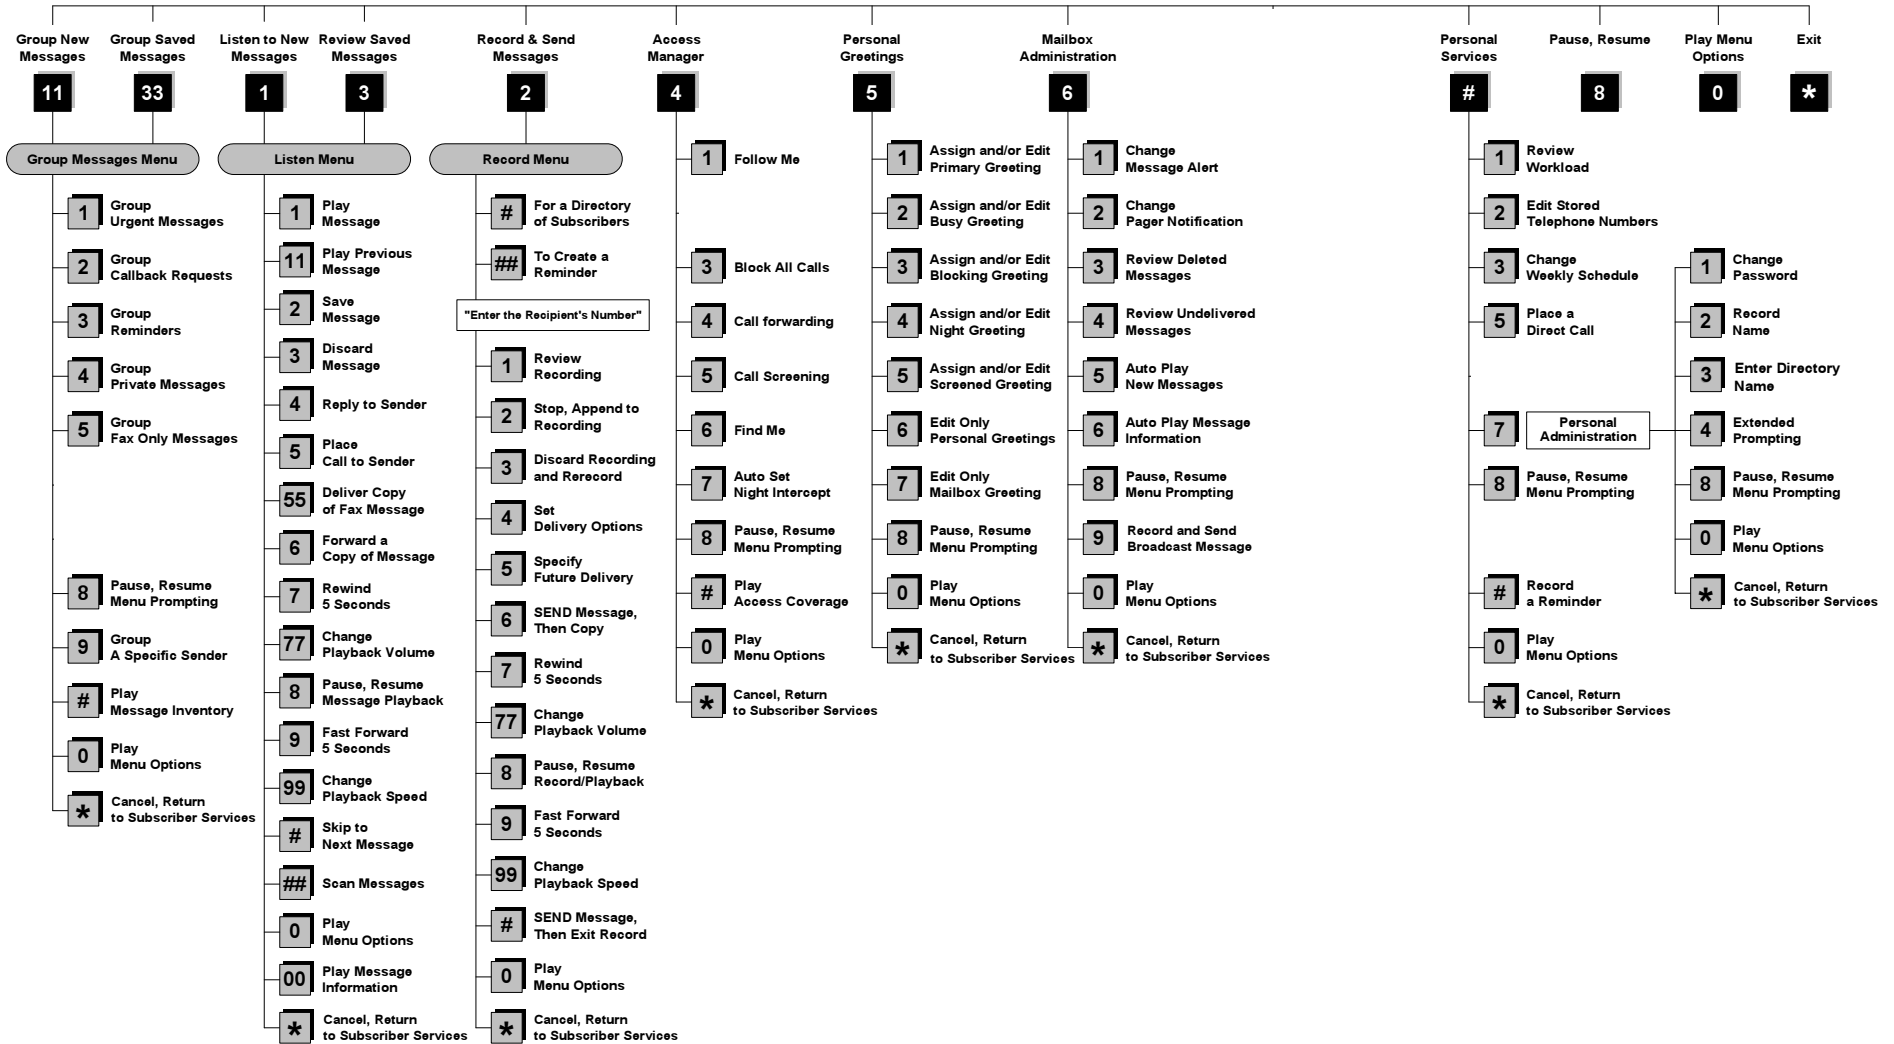 Group New
Messages
11
Group Saved
Messages
33
Listen to New
Messages
1
Review Saved
Messages
3
Record & Send
Messages
2
Access
Manager
4
Personal
Greetings
5
Mailbox
Administration
6
Personal
Services
#
Pause, Resume
8
Play Menu
Options
0
Exit
*
Group Messages Menu
1
Group
Urgent Messages
2
Group
Callback Requests
3
Group
Reminders
4
Group
Private Messages
5
Group
Fax Only Messages
8
Pause, Resume
Menu Prompting
9
Group
A Specific Sender
#
Play
Message Inventory
0
Play
Menu Options
*
Cancel, Return
to Subscriber Services
Listen Menu
1
Play
Message
11
Play Previous
Message
2
Save
Message
3
Discard
Message
4
Reply to Sender
5
Place
Call to Sender
55
Deliver Copy
of Fax Message
6
Forward a
Copy of Message
7
Rewind
5 Seconds
77
Change
Playback Volume
8
Pause, Resume
Message Playback
9
Fast Forward
5 Seconds
99
Change
Playback Speed
#
Skip to
Next Message
##
Scan Messages
0
Play
Menu Options
00
Play Message
Information
*
Cancel, Return
to Subscriber Services
Record Menu
#
For a Directory
of Subscribers
##
To Create a
Reminder
"Enter the Recipient's Number"
1
Review
Recording
2
Stop, Append to
Recording
3
Discard Recording
and Rerecord
4
Set
Delivery Options
5
Specify
Future Delivery
6
SEND Message,
Then Copy
7
Rewind
5 Seconds
77
Change
Playback Volume
8
Pause, Resume
Record/Playback
9
Fast Forward
5 Seconds
99
Change
Playback Speed
#
SEND Message,
Then Exit Record
0
Play
Menu Options
*
Cancel, Return
to Subscriber Services
1
Follow Me
3
Block All Calls
4
Call forwarding
5
Call Screening
6
Find Me
7
Auto Set
Night Intercept
8
Pause, Resume
Menu Prompting
#
Play
Access Coverage
0
Play
Menu Options
*
Cancel, Return
to Subscriber Services
1
Assign and/or Edit
Primary Greeting
2
Assign and/or Edit
Busy Greeting
3
Assign and/or Edit
Blocking Greeting
4
Assign and/or Edit
Night Greeting
5
Assign and/or Edit
Screened Greeting
6
Edit Only
Personal Greetings
7
Edit Only
Mailbox Greeting
8
Pause, Resume
Menu Prompting
0
Play
Menu Options
*
Cancel, Return
to Subscriber Services
1
Change
Message Alert
2
Change
Pager Notification
3
Review Deleted
Messages
4
Review Undelivered
Messages
5
Auto Play
New Messages
6
Auto Play Message
Information
8
Pause, Resume
Menu Prompting
9
Record and Send
Broadcast Message
0
Play
Menu Options
*
Cancel, Return
to Subscriber Services
1
Review
Workload
2
Edit Stored
Telephone Numbers
3
Change
Weekly Schedule
5
Place a
Direct Call
7
Personal
Administration
8
Pause, Resume
Menu Prompting
#
Record
a Reminder
0
Play
Menu Options
*
Cancel, Return
to Subscriber Services
1
Change
Password
2
Record
Name
3
Enter Directory
Name
4
Extended
Prompting
8
Pause, Resume
Menu Prompting
0
Play
Menu Options
*
Cancel, Return
to Subscriber Services